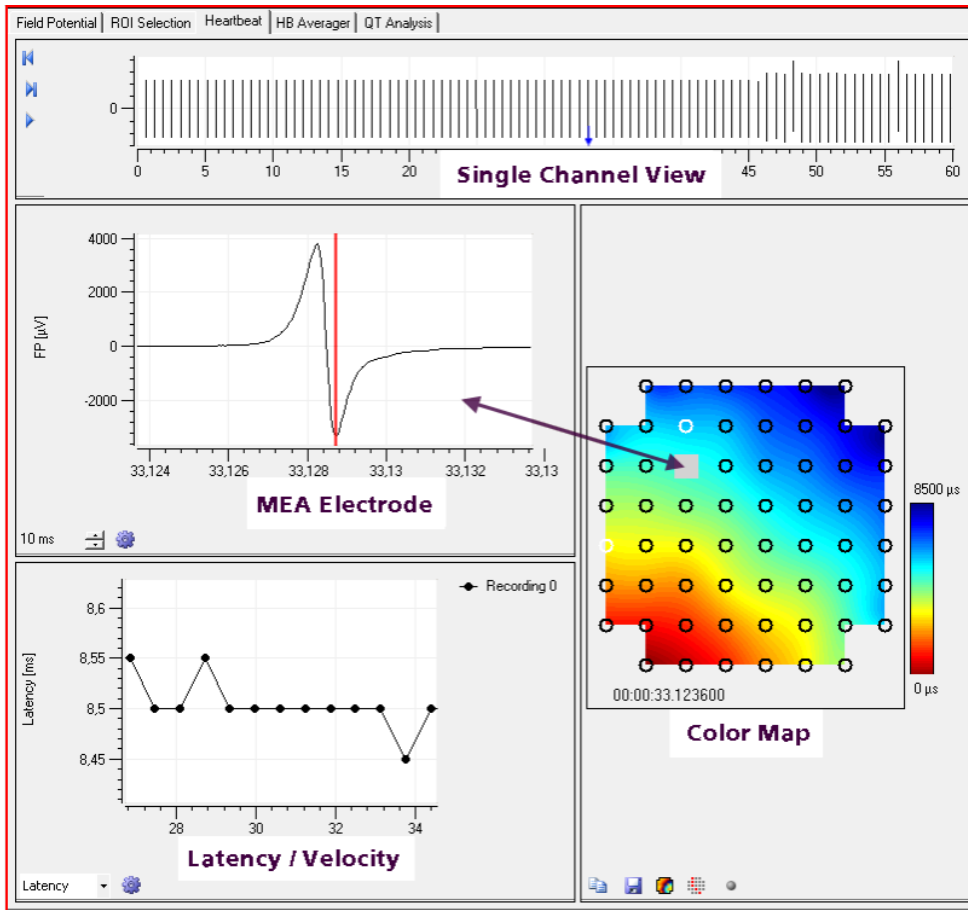 Field Potential ROI Selection Heartbeat HB Averager QT Analysis
0
0 5 10 15 20 45 50 55 60
Single Channel View
4000
2000
0
-2000
FP [µV]
33,124 33,126 33,128 33,13 33,132 33,13
MEA Electrode
10 ms
8500 µs
0 µs
00:00:33.123600
Color Map
Recording 0
8,6
8,55
8,5
8,45
Latency [ms]
28 30 32 34
Latency / Velocity
Latency